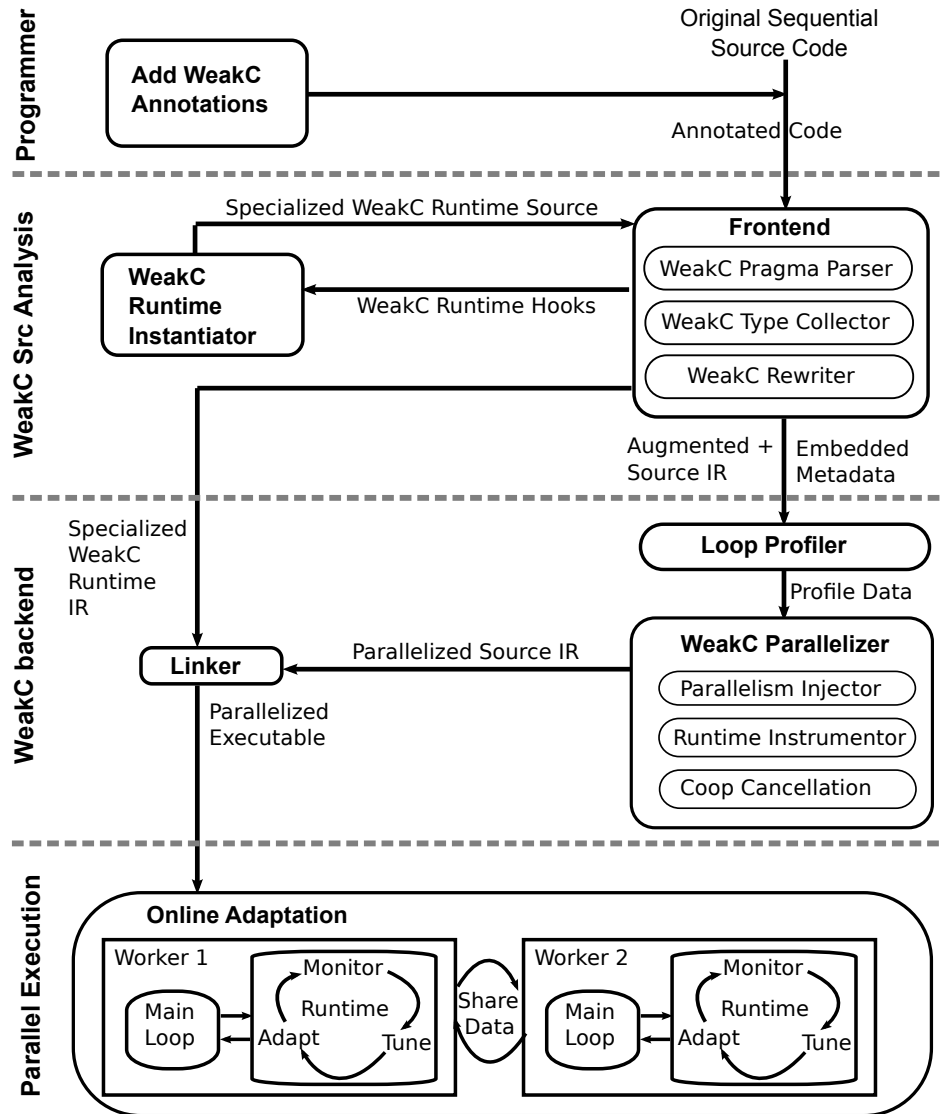 Programmer
Original Sequential
Source Code
Add WeakC
Annotations
Annotated Code
WeakC Src Analysis
Specialized WeakC Runtime Source
Frontend
WeakC Pragma Parser
WeakC Type Collector
WeakC Rewriter
WeakC
Runtime
Instantiator
WeakC Runtime Hooks
Augmented +
Source IR
Embedded
Metadata
WeakC backend
Specialized
WeakC
Runtime
IR
Loop Profiler
Profile Data
WeakC Parallelizer
Parallelism Injector
Runtime Instrumentor
Coop Cancellation
Linker
Parallelized Source IR
Parallelized
Executable
Parallel Execution
Online Adaptation
Worker 1
Main
Loop
Monitor
Runtime
Adapt
Tune
Share
Data
Worker 2
Main
Loop
Monitor
Runtime
Adapt
Tune